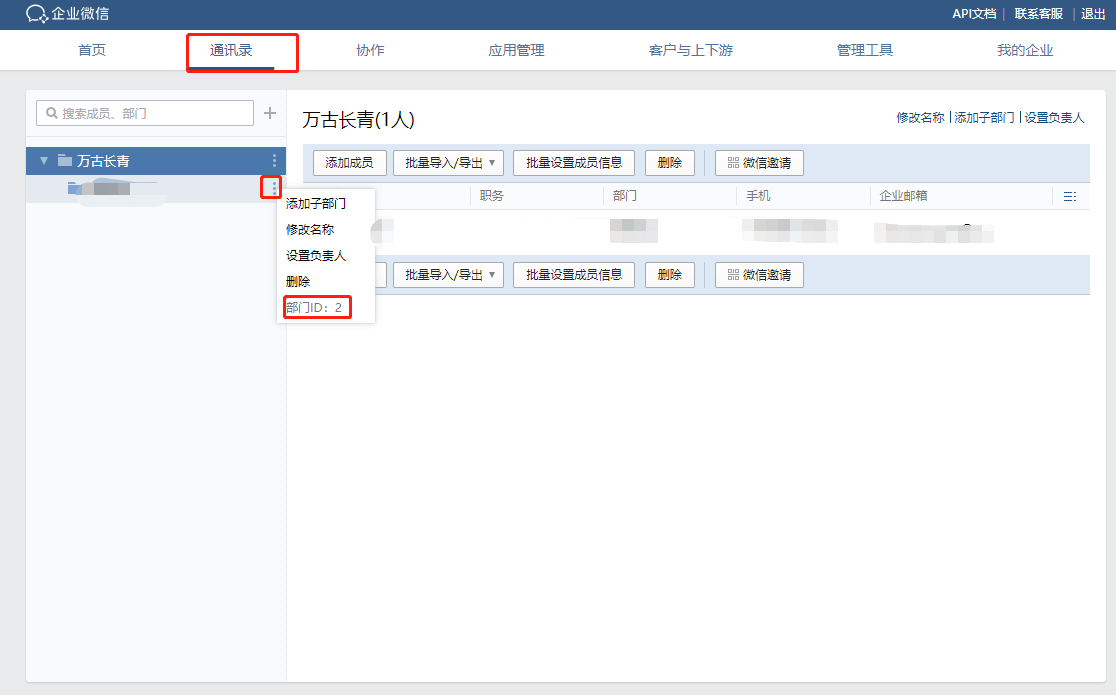 企业微信
API文档 | 联系客服 | 退出
首页 通讯录 协作 应用管理 客户与上下游 管理工具 我的企业
搜索成员、部门
万古长青
万古长青(1人)
修改名称 | 添加子部门 | 设置负责人
添加成员 批量导入/导出 批量设置成员信息 删除 微信邀请
职务 部门 手机 企业邮箱
添加子部门
修改名称
设置负责人
删除
部门ID：2
批量导入/导出 批量设置成员信息 删除 微信邀请